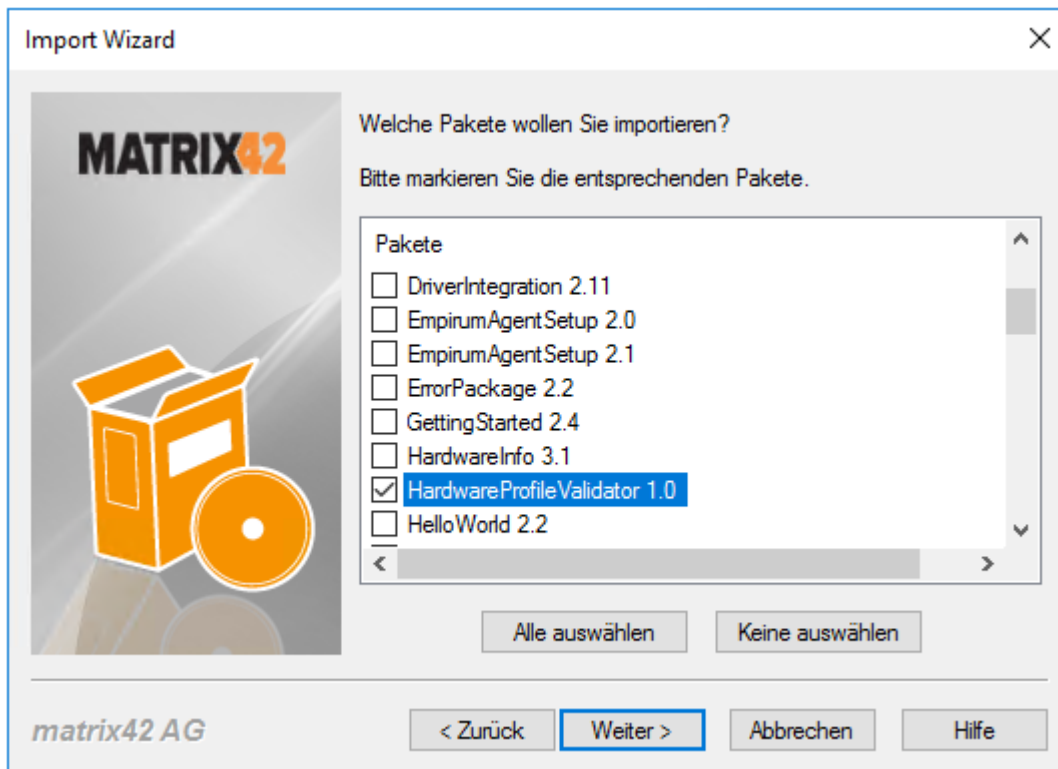 Import Wizard
MATRIX42
Welche Pakete wollen Sie importieren?
Bitte markieren Sie die entsprechenden Pakete.
Pakete
DriverIntegration 2.11
EmpirumAgentSetup 2.0
EmpirumAgentSetup 2.1
ErrorPackage 2.2
GettingStarted 2.4
HardwareInfo 3.1
HardwareProfileValidator 1.0
HelloWorld 2.2
Alle auswählen Keine auswählen
matrix42 AG < Zurück Weiter > Abbrechen Hilfe